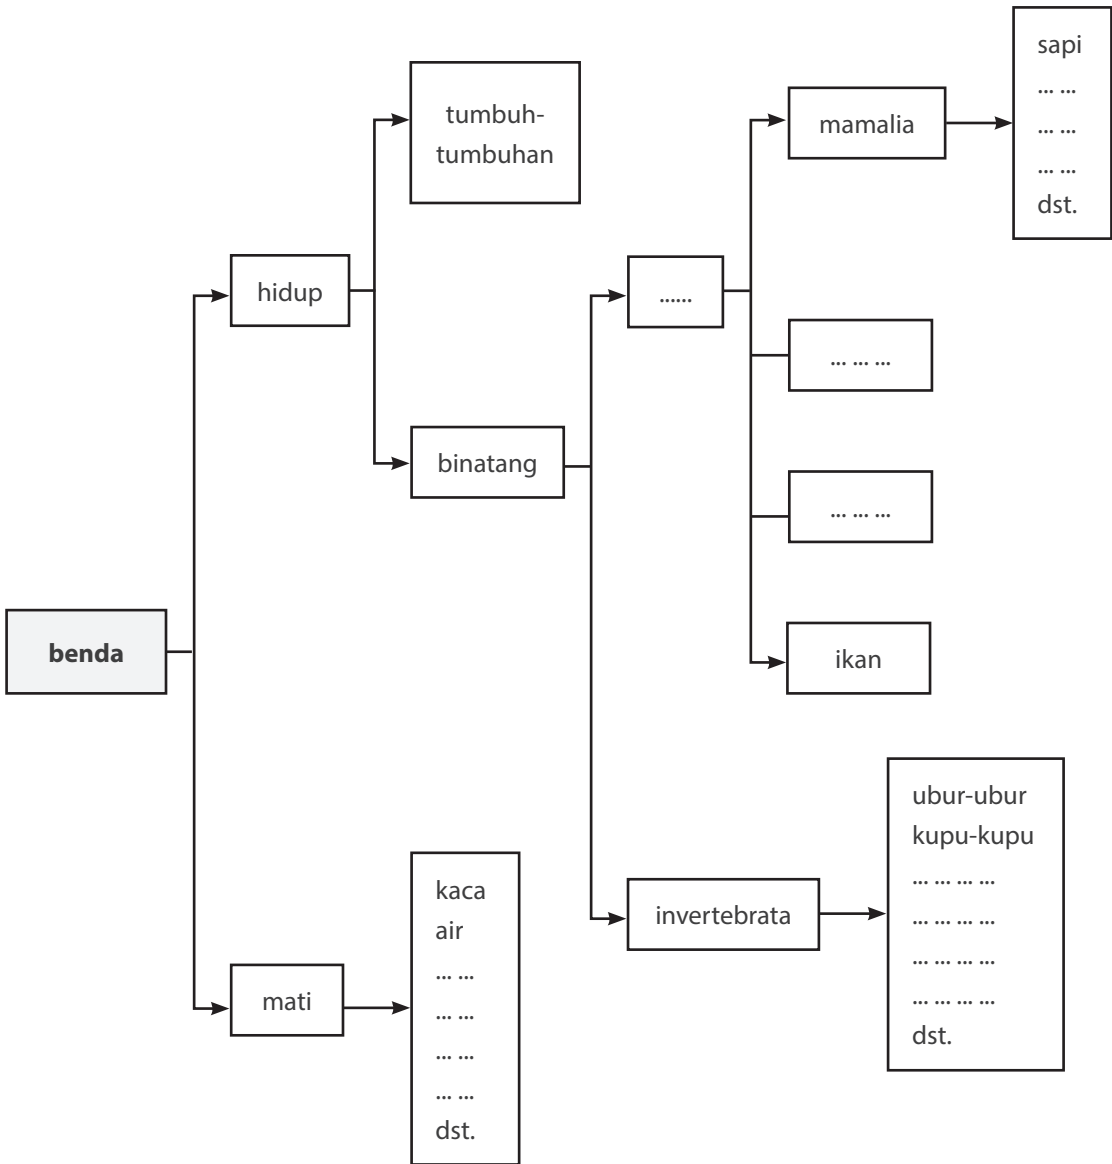 sapi
... ...
... ...
... ...
dst.
tumbuh-
tumbuhan
mamalia
hidup
......
... ... ...
binatang
... ... ...
benda
ikan
ubur-ubur
kupu-kupu
... ... ... ...
... ... ... ...
... ... ... ...
... ... ... ...
dst.
invertebrata
kaca
air
... ...
... ...
... ...
... ...
dst.
mati